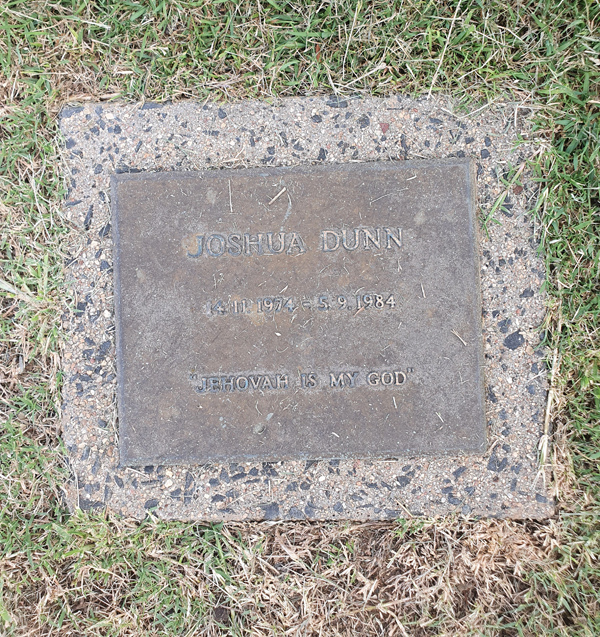 JOSHUA DUNN
14.11.1974 - 5.9.1984
"JEHOVAH IS MY GOD"